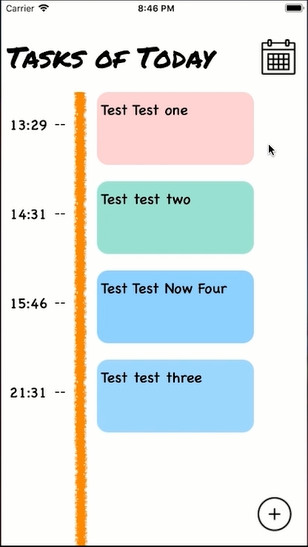 Carrier 8:46 PM
Tasks of Today
13:29 -- Test Test one
14:31 -- Test test two
15:46 -- Test Test Now Four
21:31 -- Test test three